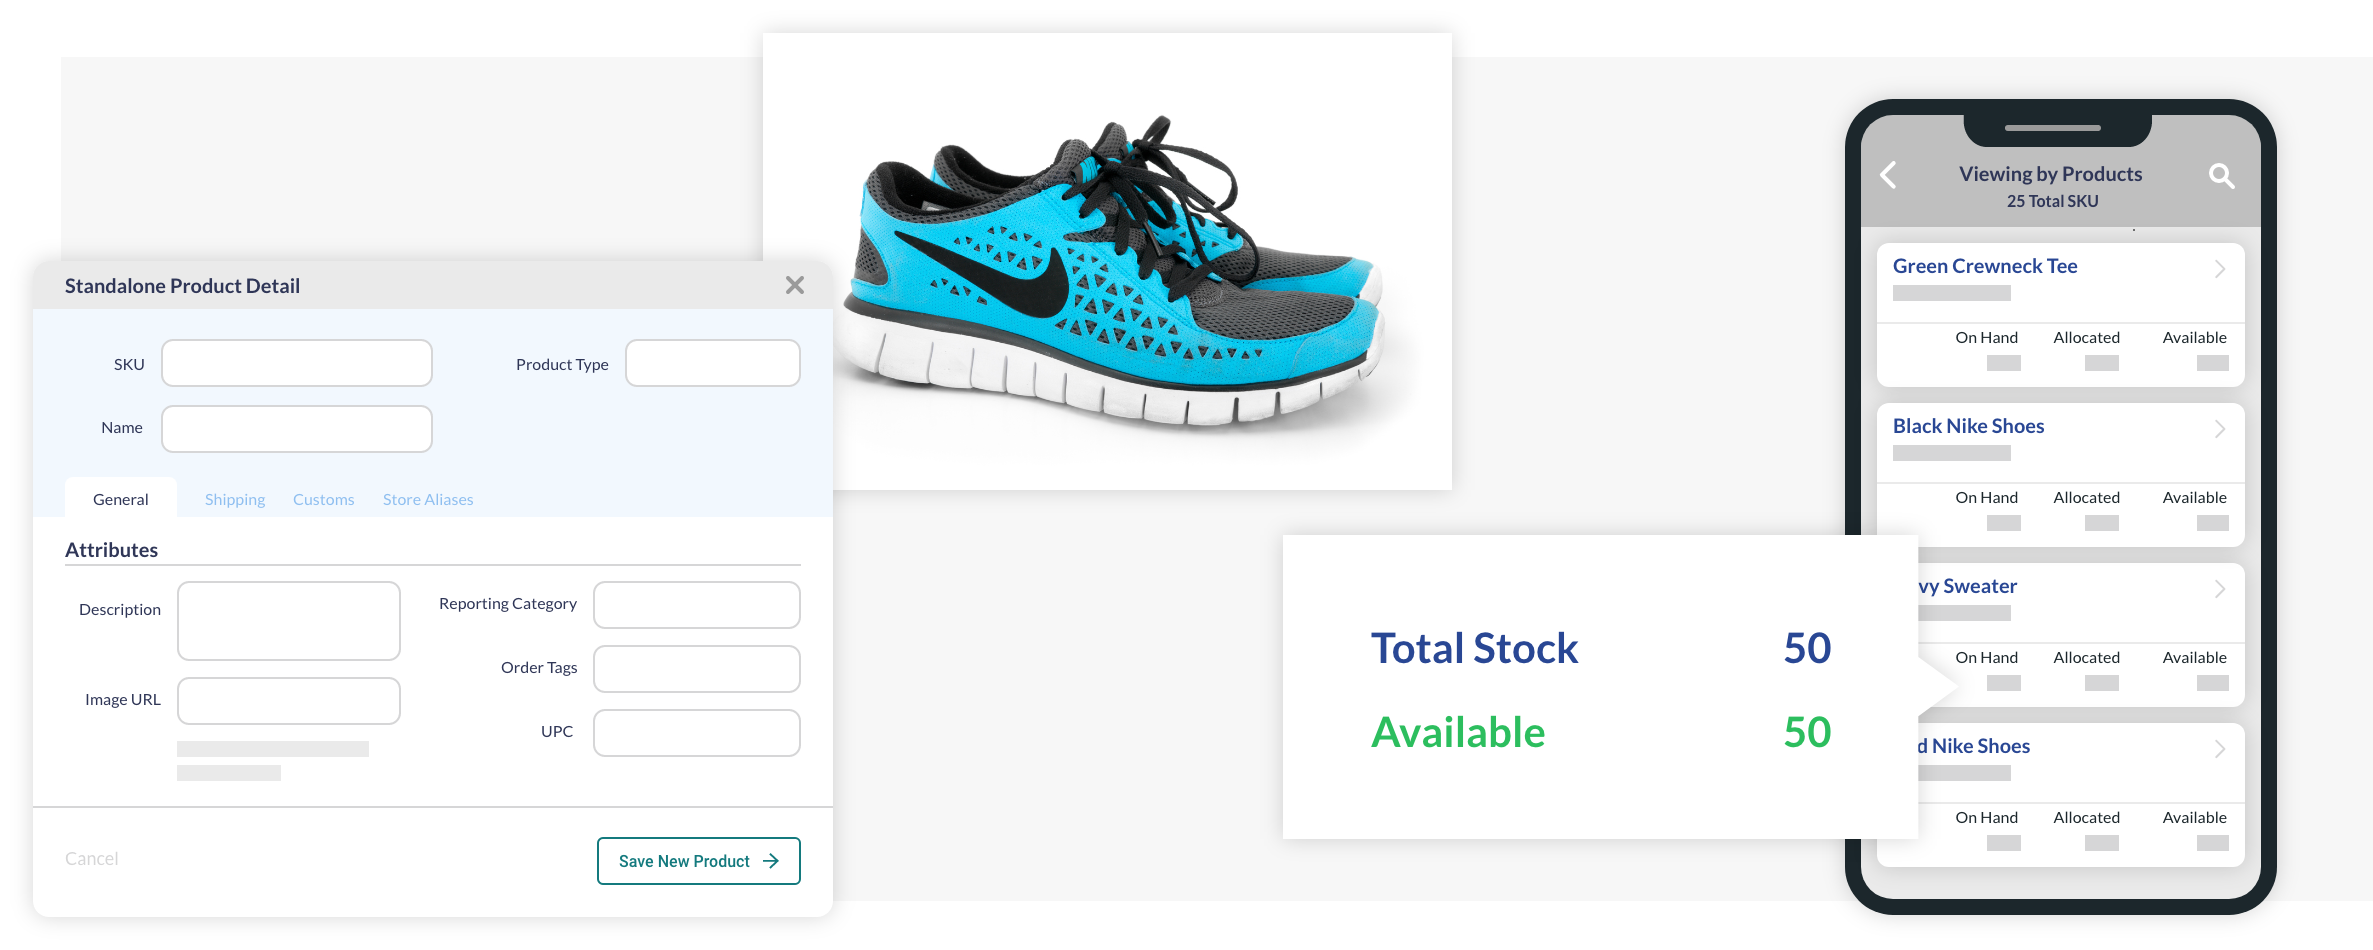 Standalone Product Detail
SKU
Product Type
Name
General
Shipping
Customs
Store Aliases
Attributes
Description
Reporting Category
Order Tags
Image URL
UPC
Cancel
Save New Product
Total Stock 50
Available 50
Viewing by Products
25 Total SKU
Green Crewneck Tee
On Hand Allocated Available
Black Nike Shoes
On Hand Allocated Available
Sweater
On Hand Allocated Available
Nike Shoes
On Hand Allocated Available